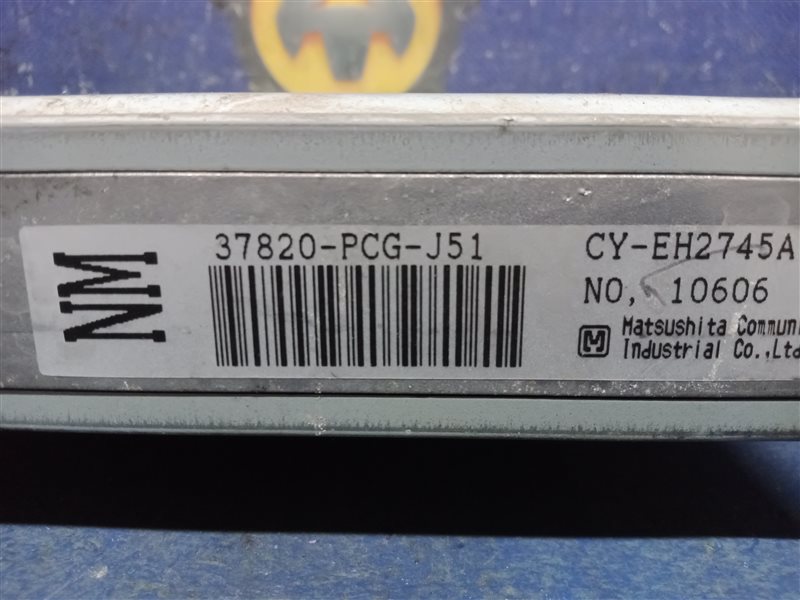 NM
37820-PCG-J51
CY-EH2745A
NO, 10606
M Matsushita
Industrial Co.,Ltd